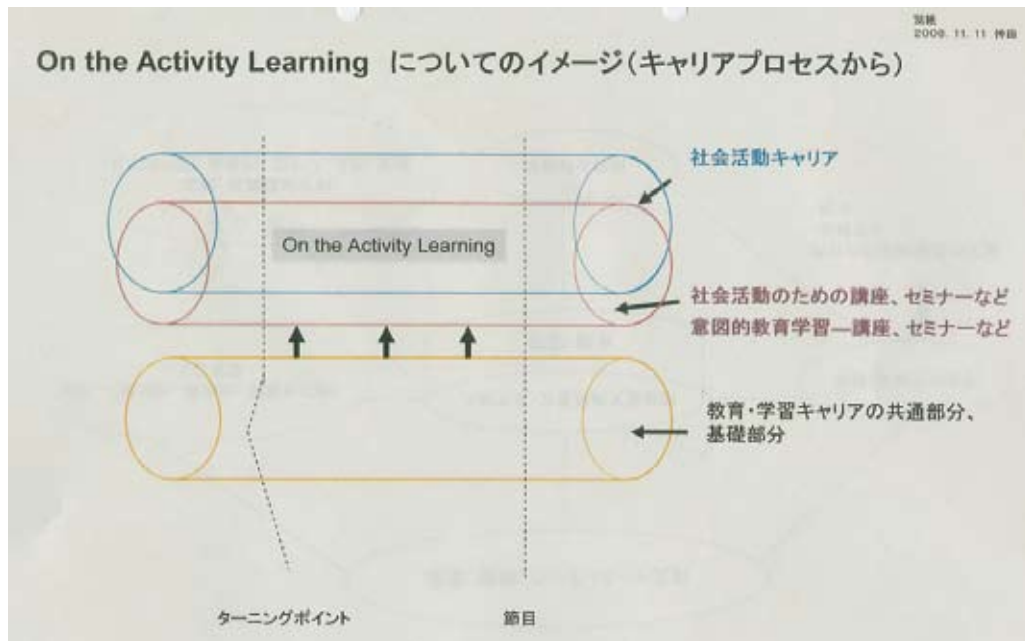 別紙
2009. 11. 11 神田
On the Activity Learning についてのイメージ(キャリアプロセスから)
社会活動キャリア
On the Activity Learning
社会活動のための講座、セミナーなど
意図的教育学習―講座、セミナーなど
教育・学習キャリアの共通部分、
基礎部分
ターニングポイント
節目